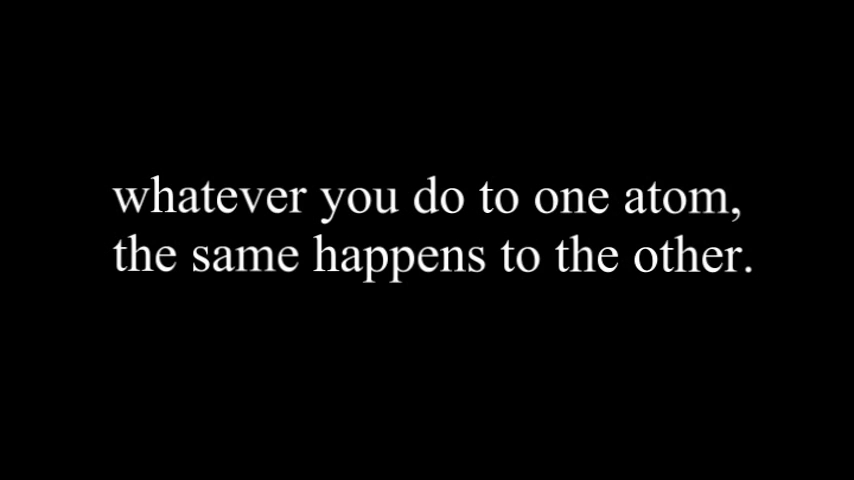 whatever you do to one atom,
the same happens to the other.